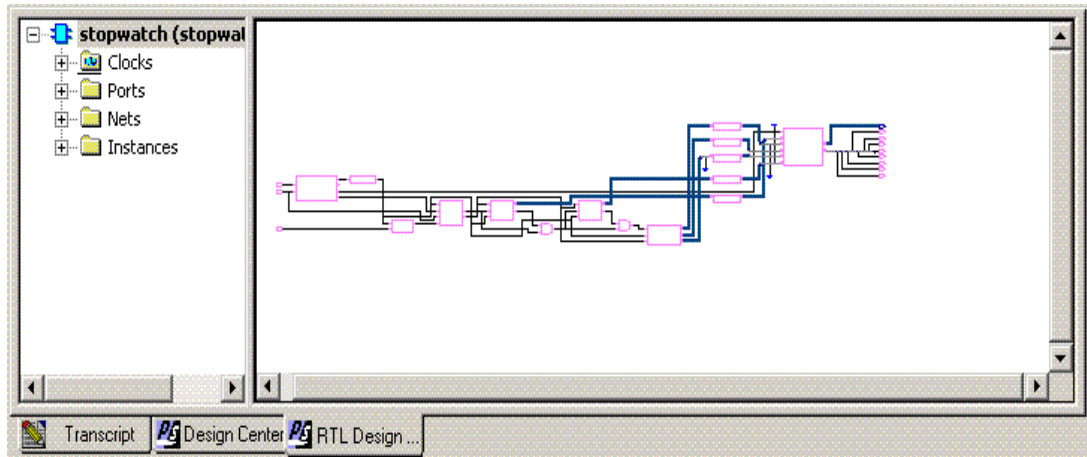 stopwatch (stopwat
Clocks
Ports
Nets
Instances
Transcript
Design Center
RTL Design ...